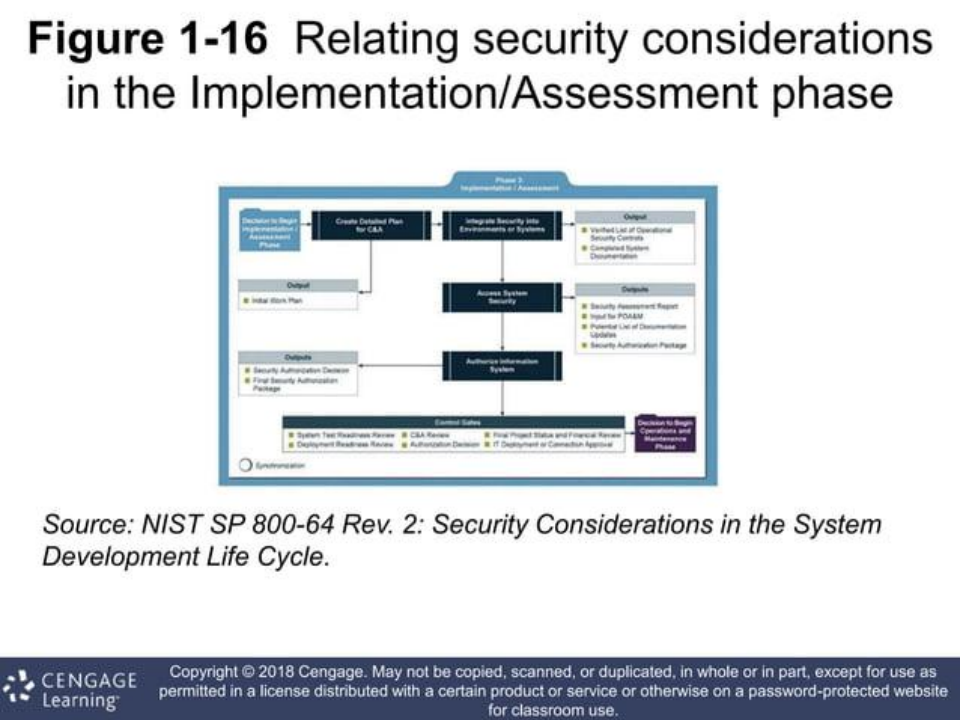 Figure 1-16 Relating security considerations
in the Implementation/Assessment phase
Phase 3:
Implementation / Assessment
Decision to Begin
Implementation /
Assessment
Phase
Create Detailed Plan
for C&A
Integrate Security into
Environments or Systems
Output
Verified List of Operational
Security Controls
Completed System
Documentation
Output
Initial Work Plan
Access System
Security
Outputs
Security Assessment Report
Input for POA&M
Potential List of Documentation
Updates
Security Authorization Package
Outputs
Security Authorization Decision
Final Security Authorization
Package
Authorize Information
System
Control Gates
System Test Readiness Review
C&A Review
Final Project Status and Financial Review
Deployment Readiness Review
Authorization Decision
IT Deployment or Connection Approval
Decision to Begin
Operations and
Maintenance
Phase
Synchronization
Source: NIST SP 800-64 Rev. 2: Security Considerations in the System
Development Life Cycle.
CENGAGE
Learning
Copyright © 2018 Cengage. May not be copied, scanned, or duplicated, in whole or in part, except for use as
permitted in a license distributed with a certain product or service or otherwise on a password-protected website
for classroom use.